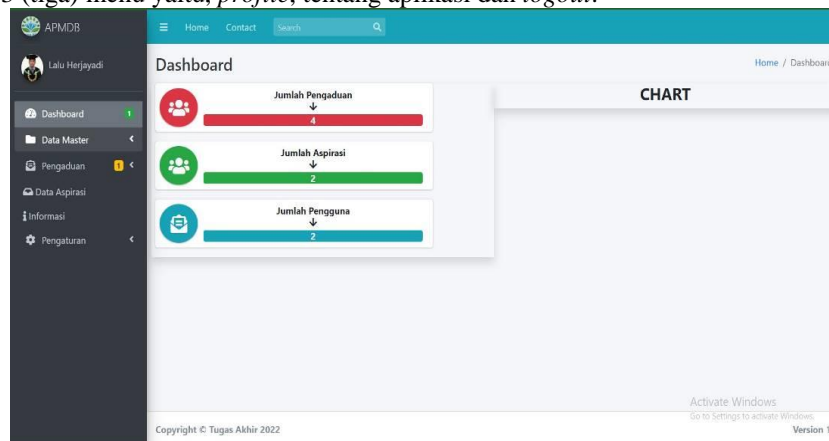 3 (tiga) menu yaitu, profile, tentang aplikasi dan logout.
APMDB
Home Contact Search
Lalu Herjayadi
Dashboard
Home / Dashboard
Dashboard 1
Data Master
Pengaduan 1
Data Aspirasi
Informasi
Pengaturan
Jumlah Pengaduan
4
Jumlah Aspirasi
2
Jumlah Pengguna
2
CHART
Activate Windows
Go to Settings to activate Windows.
Copyright © Tugas Akhir 2022
Version 1